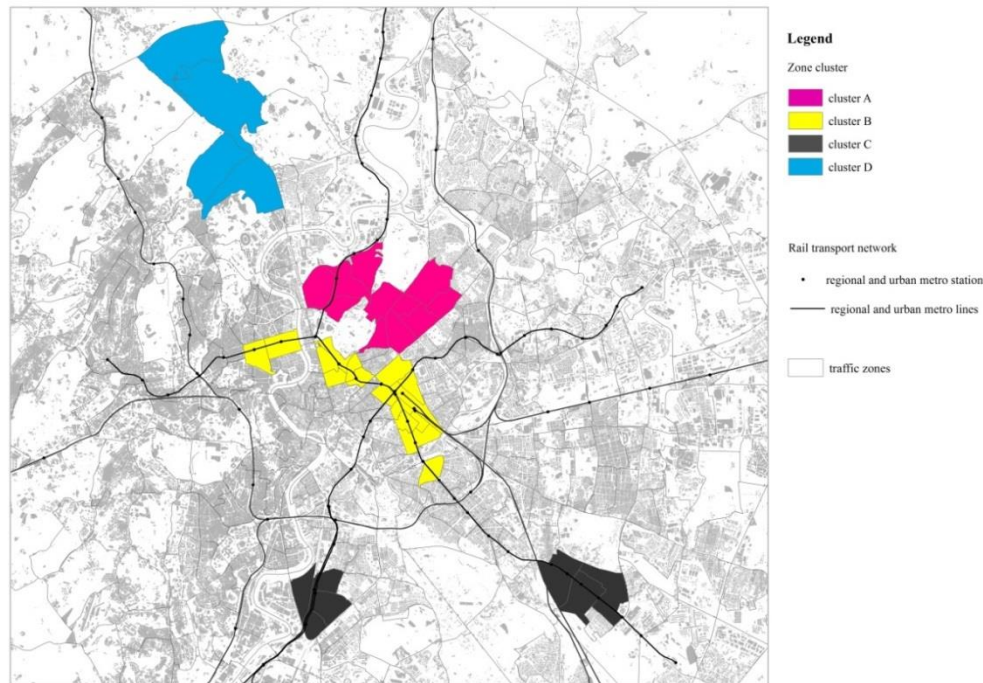 Legend
Zone cluster
cluster A
cluster B
cluster C
cluster D
Rail transport network
regional and urban metro station
regional and urban metro lines
traffic zones